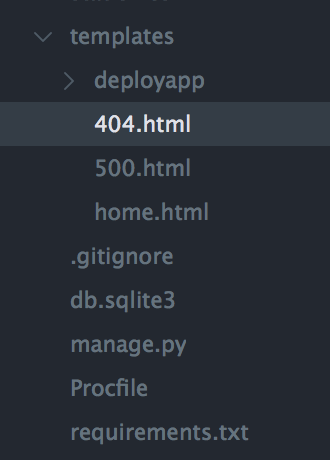 templates
deployapp
404.html
500.html
home.html
.gitignore
db.sqlite3
manage.py
Procfile
requirements.txt